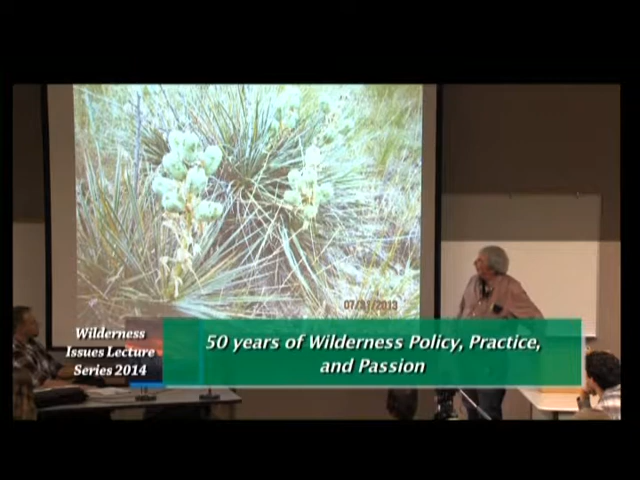 07/31/2013
Wilderness
Issues Lecture
Series 2014
50 years of Wilderness Policy, Practice,
and Passion